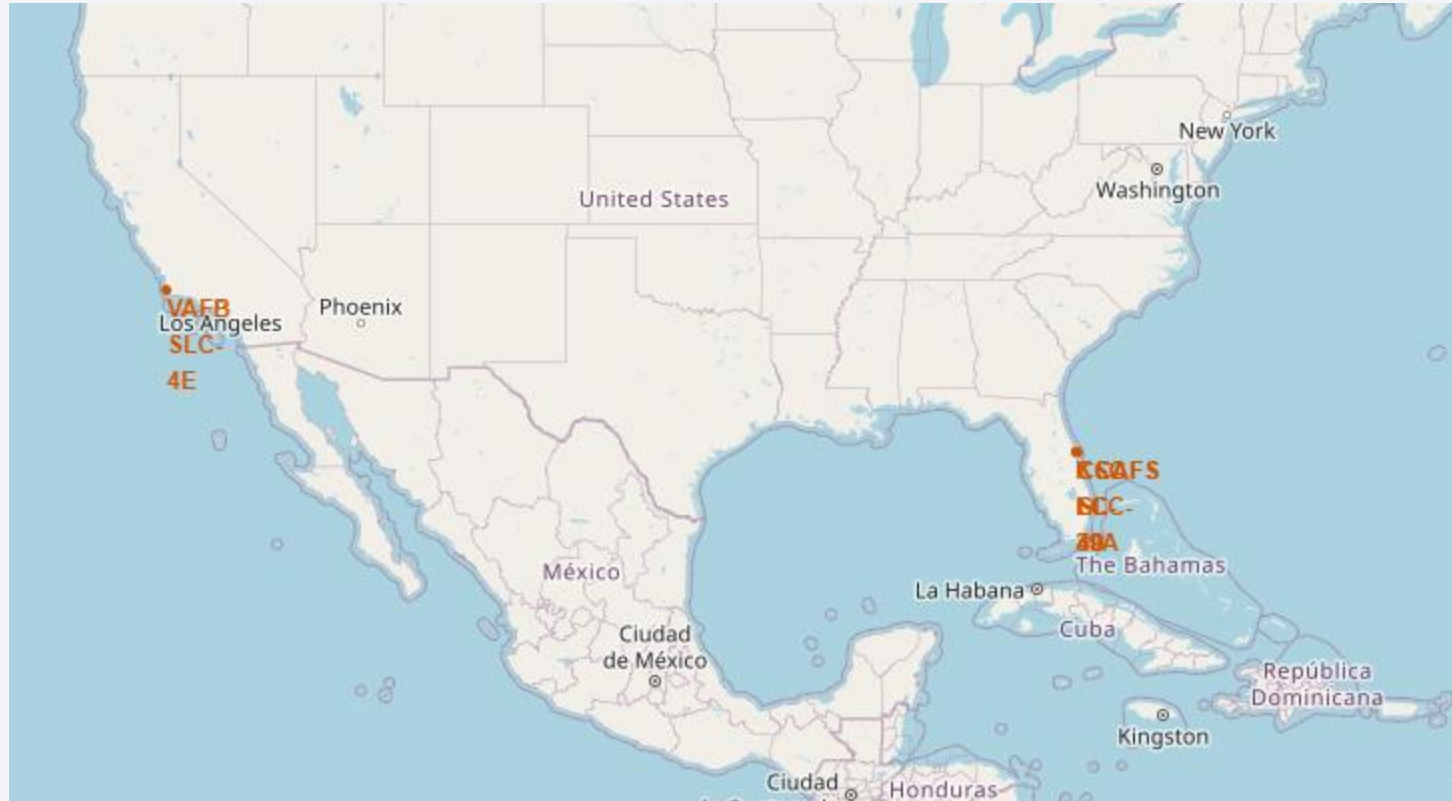 New York
Washington
United States
Phoenix
VAFB
Los Angeles
SLC-
4E
México
The Bahamas
La Habana
Cuba
Ciudad
de México
República
Dominicana
Kingston
Ciudad
Honduras